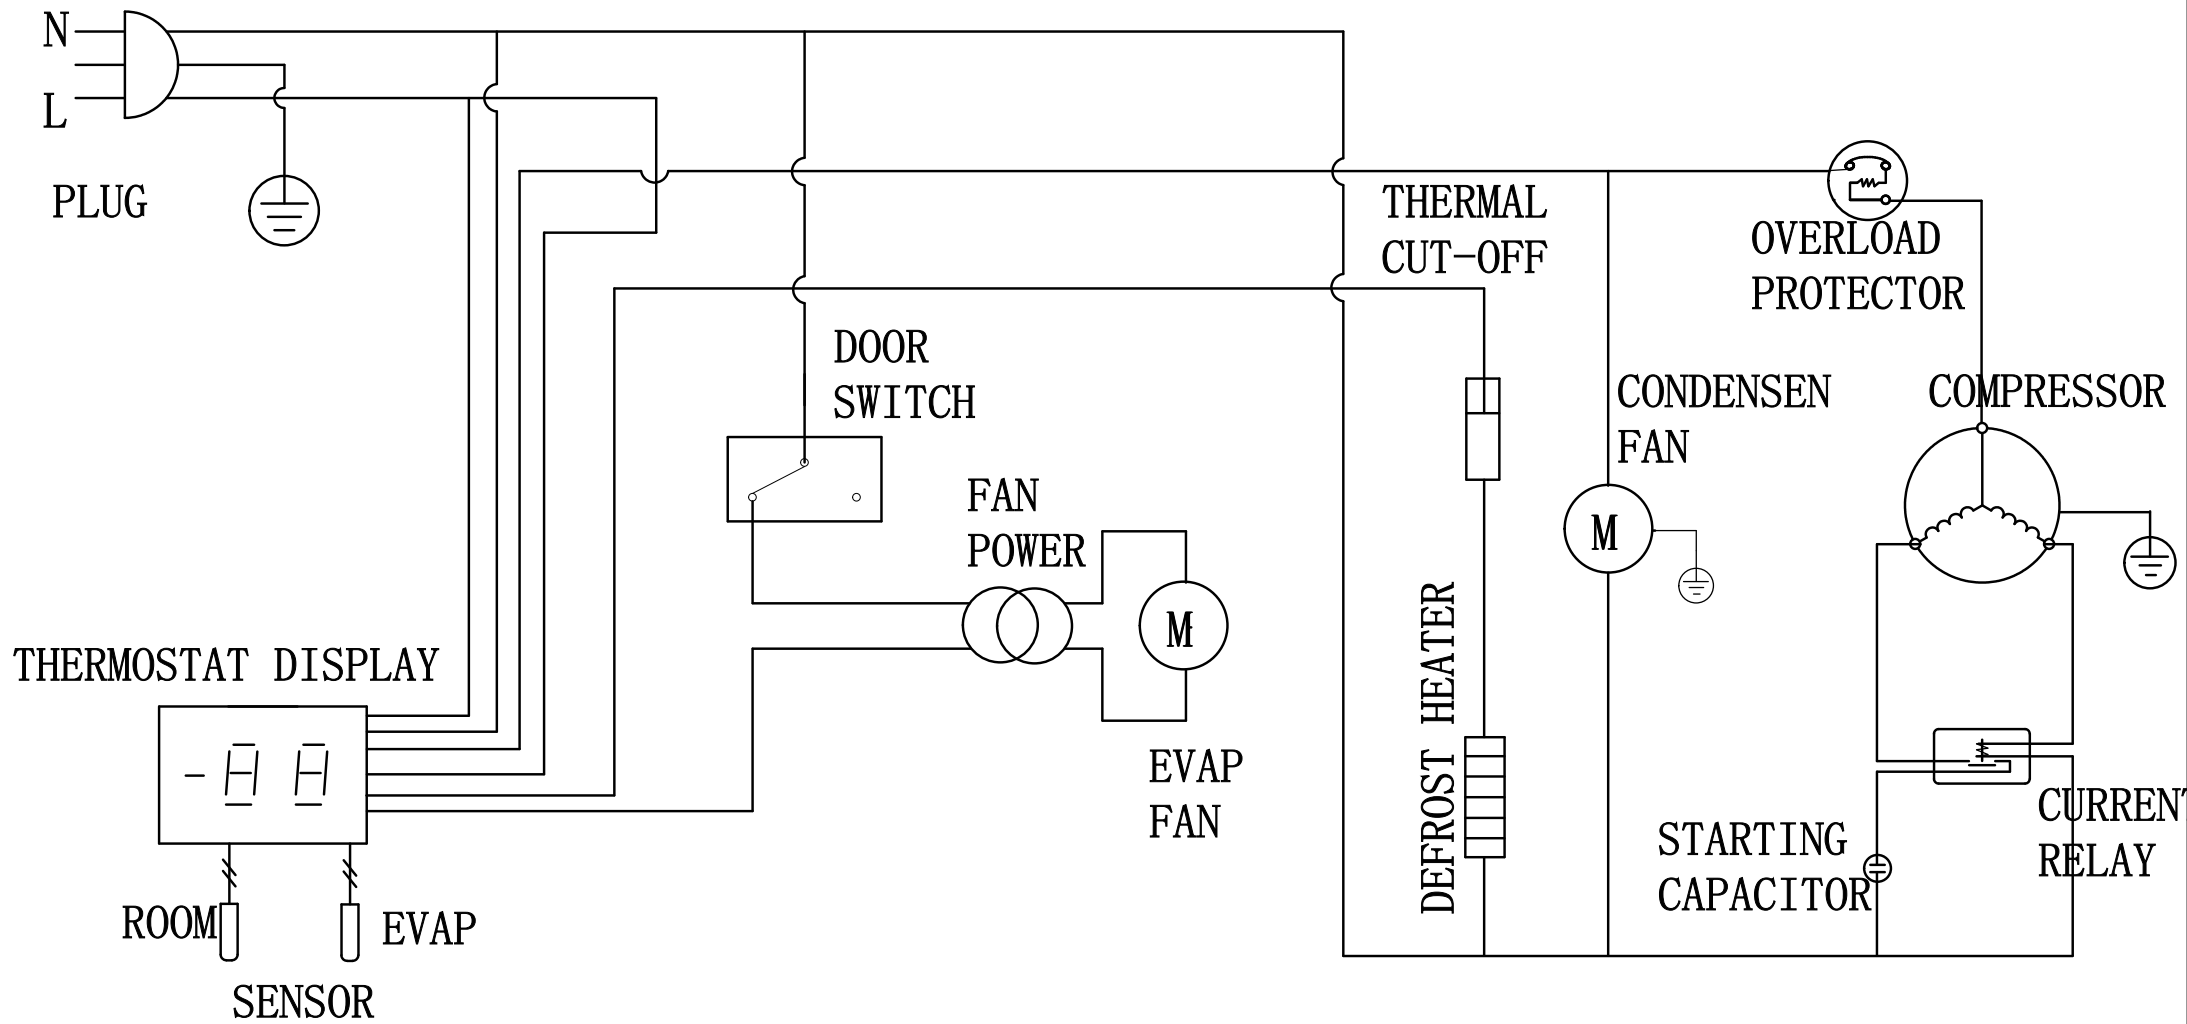 N
L
PLUG
THERMAL
CUT-OFF
OVERLOAD
PROTECTOR
DOOR
SWITCH
CONDENSEN
FAN
COMPRESSOR
FAN
POWER
M
M
THERMOSTAT DISPLAY
DEFROST HEATER
EVAP
FAN
STARTING
CAPACITOR
CURRENT
RELAY
ROOM
EVAP
SENSOR